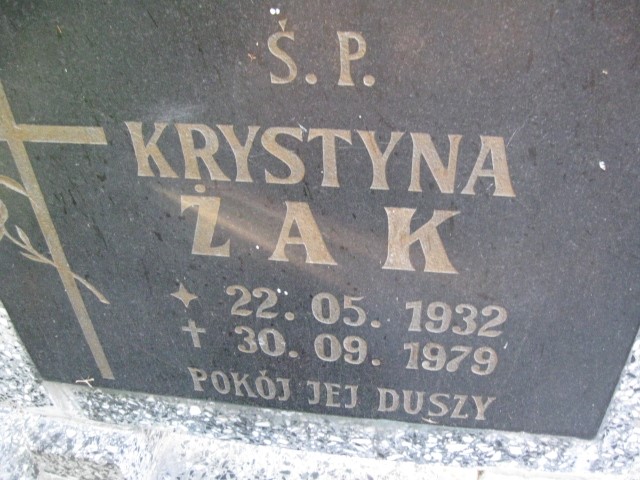 Ś. P.
KRYSTYNA
ŻAK
22. 05. 1932
30. 09. 1979
POKÓJ JEJ DUSZY